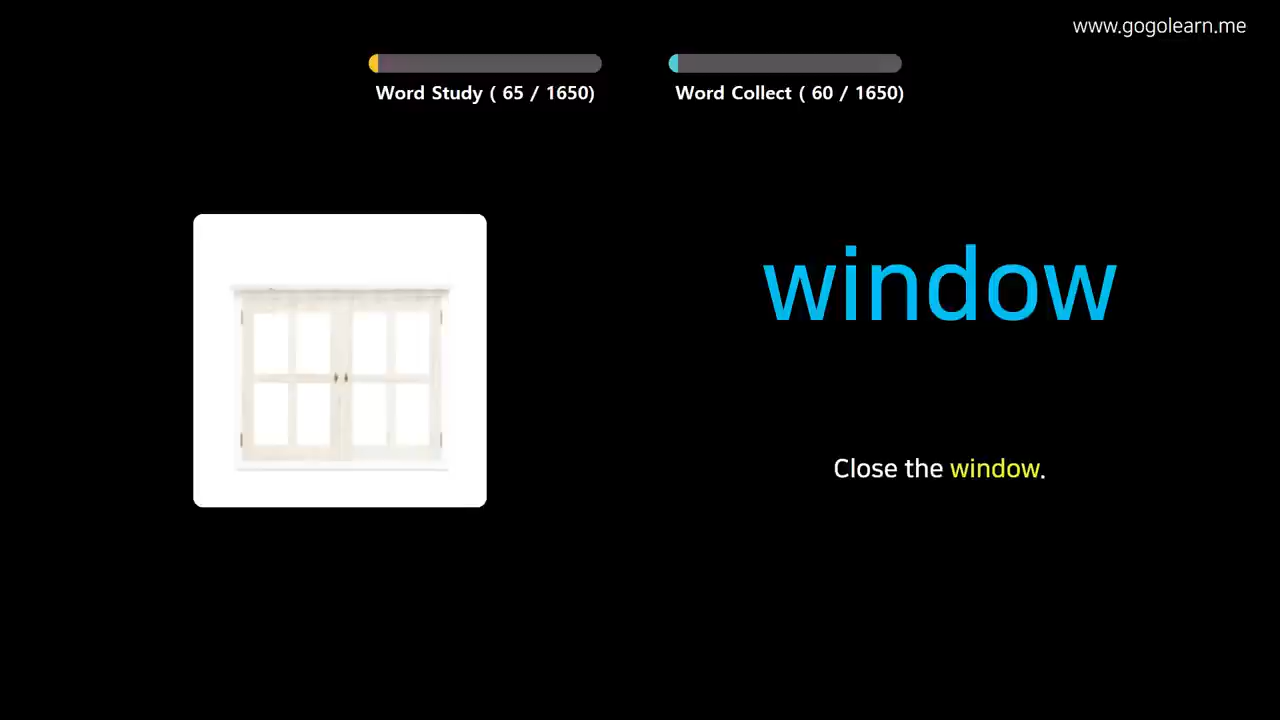 www.gogolearn.me
Word Study ( 65 / 1650)
Word Collect ( 60 / 1650)
window
Close the window.